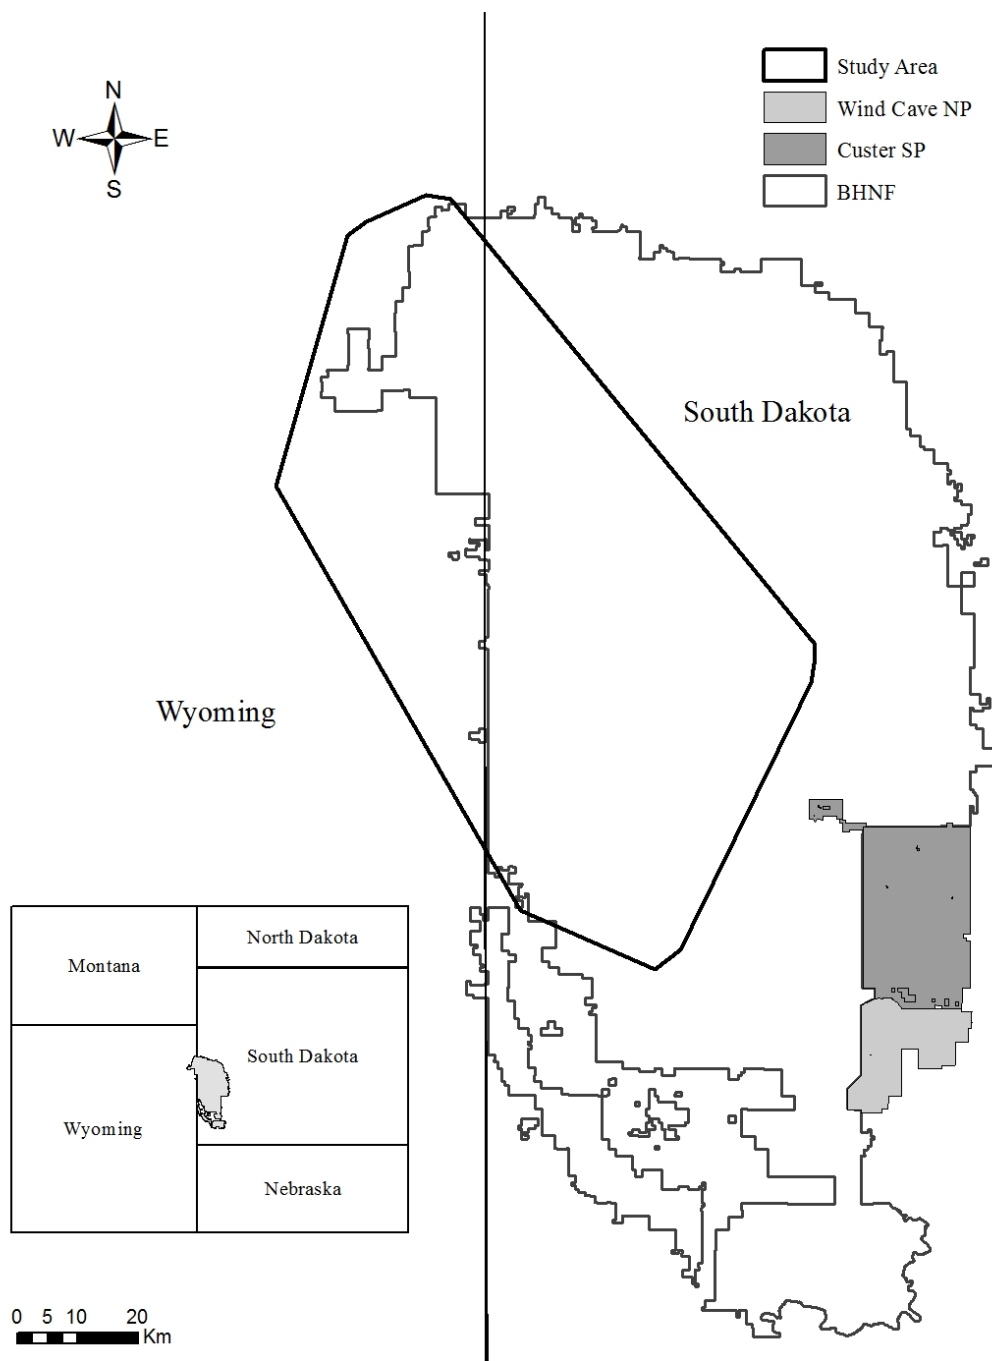 N
W E
S
Study Area
Wind Cave NP
Custer SP
BHNF
South Dakota
Wyoming
Montana
North Dakota
South Dakota
Wyoming
Nebraska
0 5 10 20
Km